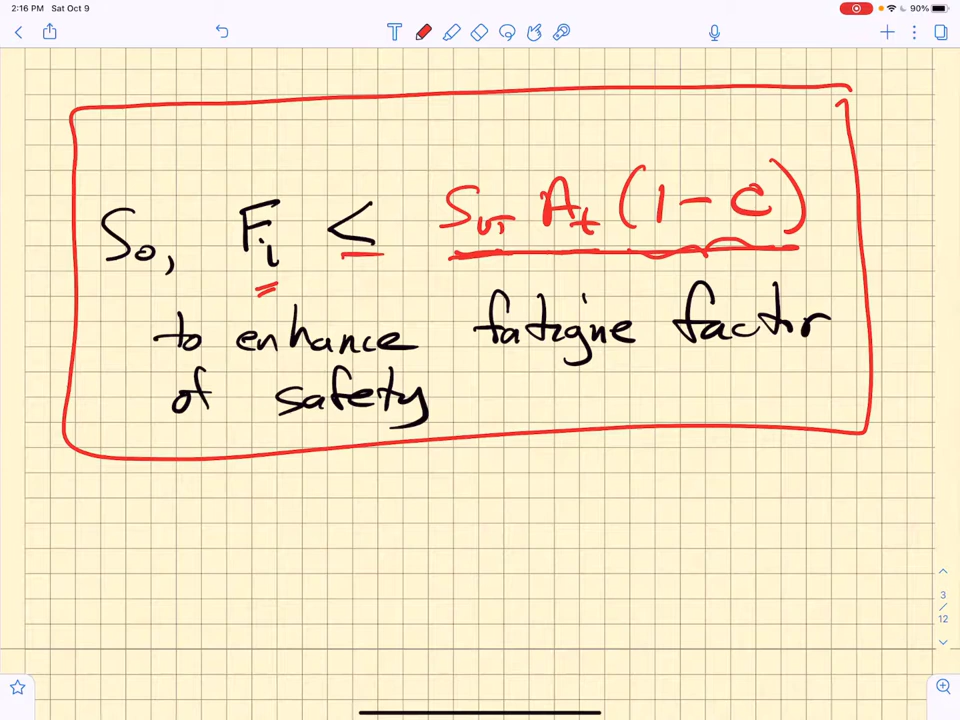 2:16 PM Sat Oct 9
90%
T
So, Fi ≤ SUT At (1 - C)
to enhance fatigue factor
of safety
3
/
12